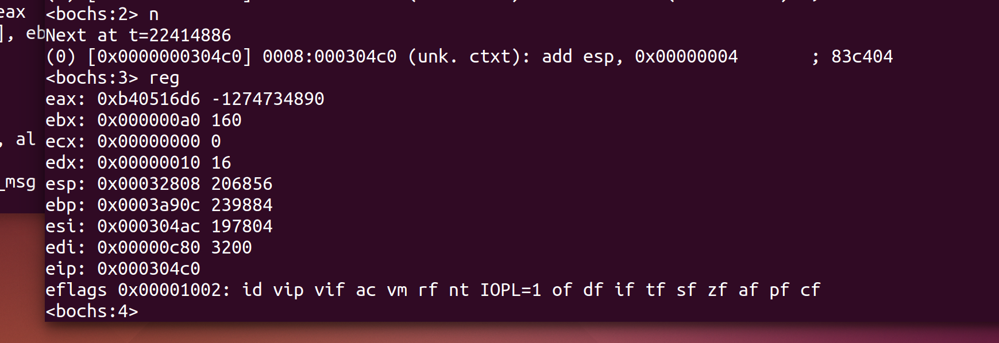 eax
<bochs:2> n
], eb
Next at t=22414886
(0) [0x0000000304c0] 0008:000304c0 (unk. ctxt): add esp, 0x00000004 ; 83c404
<bochs:3> reg
eax: 0xb40516d6 -1274734890
ebx: 0x000000a0 160
, al
ecx: 0x00000000 0
edx: 0x00000010 16
_msg
esp: 0x00032808 206856
ebp: 0x0003a90c 239884
esi: 0x000304ac 197804
edi: 0x00000c80 3200
eip: 0x000304c0
eflags 0x00001002: id vip vif ac vm rf nt IOPL=1 of df if tf sf zf af pf cf
<bochs:4>